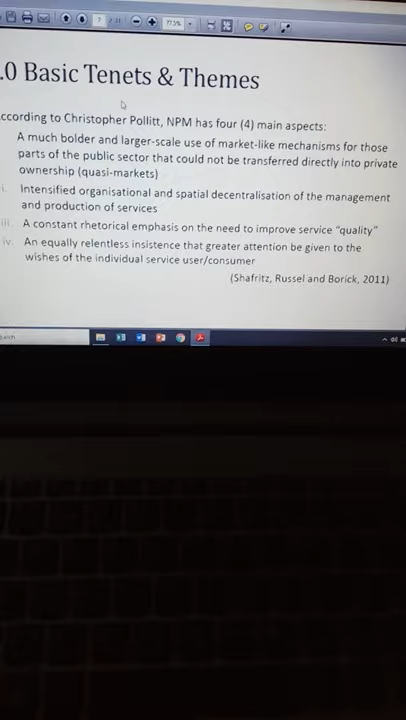 7 / 31 77.5%
.0 Basic Tenets & Themes
ccording to Christopher Pollitt, NPM has four (4) main aspects:
A much bolder and larger-scale use of market-like mechanisms for those
parts of the public sector that could not be transferred directly into private
ownership (quasi-markets)
i. Intensified organisational and spatial decentralisation of the management
and production of services
iii. A constant rhetorical emphasis on the need to improve service “quality”
iv. An equally relentless insistence that greater attention be given to the
wishes of the individual service user/consumer
(Shafritz, Russel and Borick, 2011)